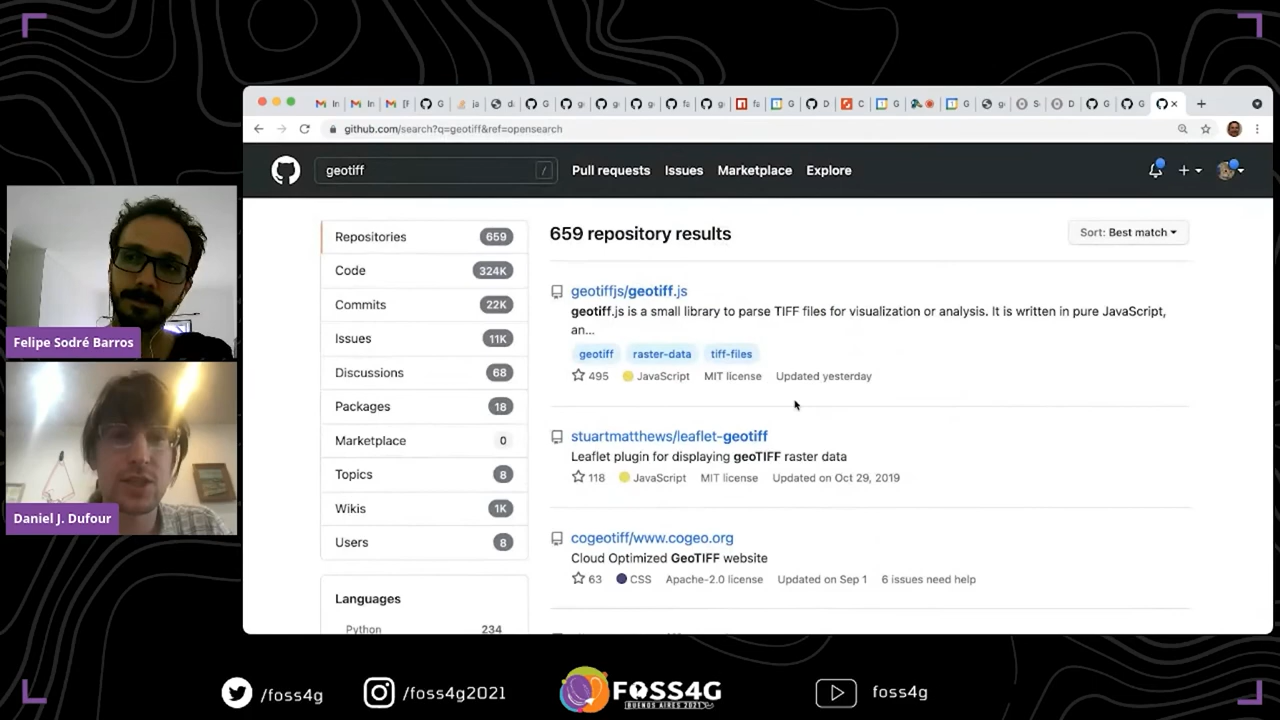 github.com/search?q=geotiff&ref=opensearch
geotiff
/
Pull requests
Issues
Marketplace
Explore
Repositories 659
Code 324K
Commits 22K
Issues 11K
Discussions 68
Packages 18
Marketplace 0
Topics 8
Wikis 1K
Users 8
Languages
Python 234
659 repository results
Sort: Best match
geotiffjs/geotiff.js
geotiff.js is a small library to parse TIFF files for visualization or analysis. It is written in pure JavaScript,
an...
geotiff raster-data tiff-files
495 JavaScript MIT license Updated yesterday
stuartmatthews/leaflet-geotiff
Leaflet plugin for displaying geoTIFF raster data
118 JavaScript MIT license Updated on Oct 29, 2019
cogeotiff/www.cogeo.org
Cloud Optimized GeoTIFF website
63 CSS Apache-2.0 license Updated on Sep 1 6 issues need help
Felipe Sodré Barros
Daniel J. Dufour
/foss4g
/foss4g2021
FOSS4G
BUENOS AIRES 2021
foss4g